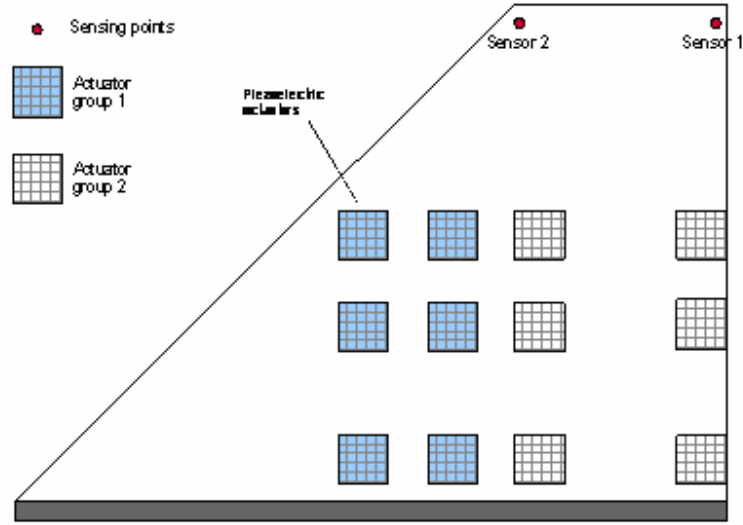 Sensing points
Actuator
group 1
Actuator
group 2
Piezoelectric
actuators
Sensor 2
Sensor 1